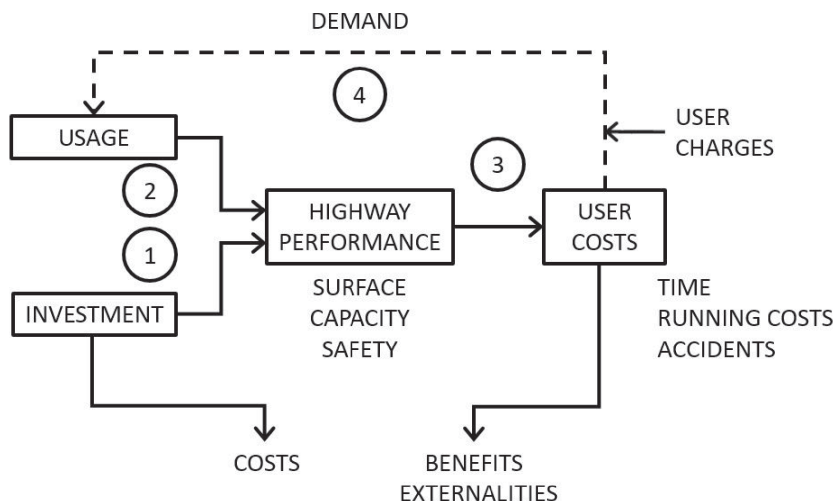 DEMAND
4
USAGE
USER
CHARGES
3
2
HIGHWAY
PERFORMANCE
USER
COSTS
1
INVESTMENT
SURFACE
CAPACITY
SAFETY
TIME
RUNNING COSTS
ACCIDENTS
COSTS
BENEFITS
EXTERNALITIES